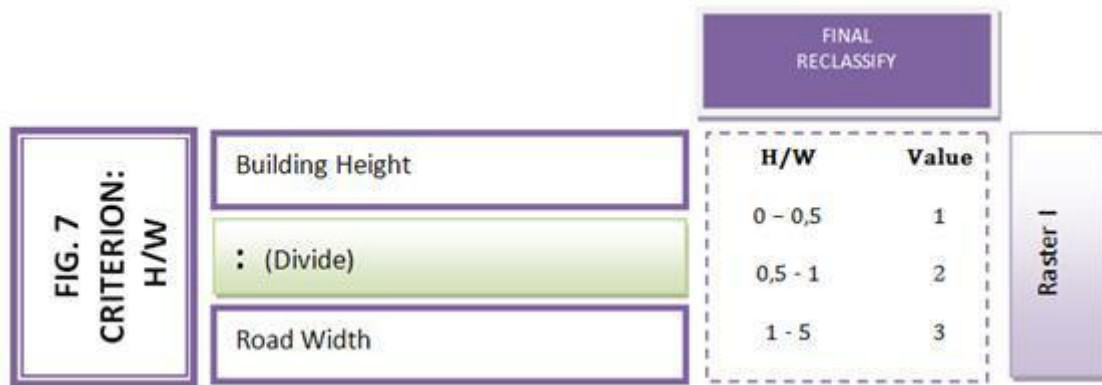 FINAL
RECLASSIFY
FIG. 7
CRITERION:
H/W
Building Height
: (Divide)
Road Width
H/W Value
0 – 0,5 1
0,5 - 1 2
1 - 5 3
Raster I